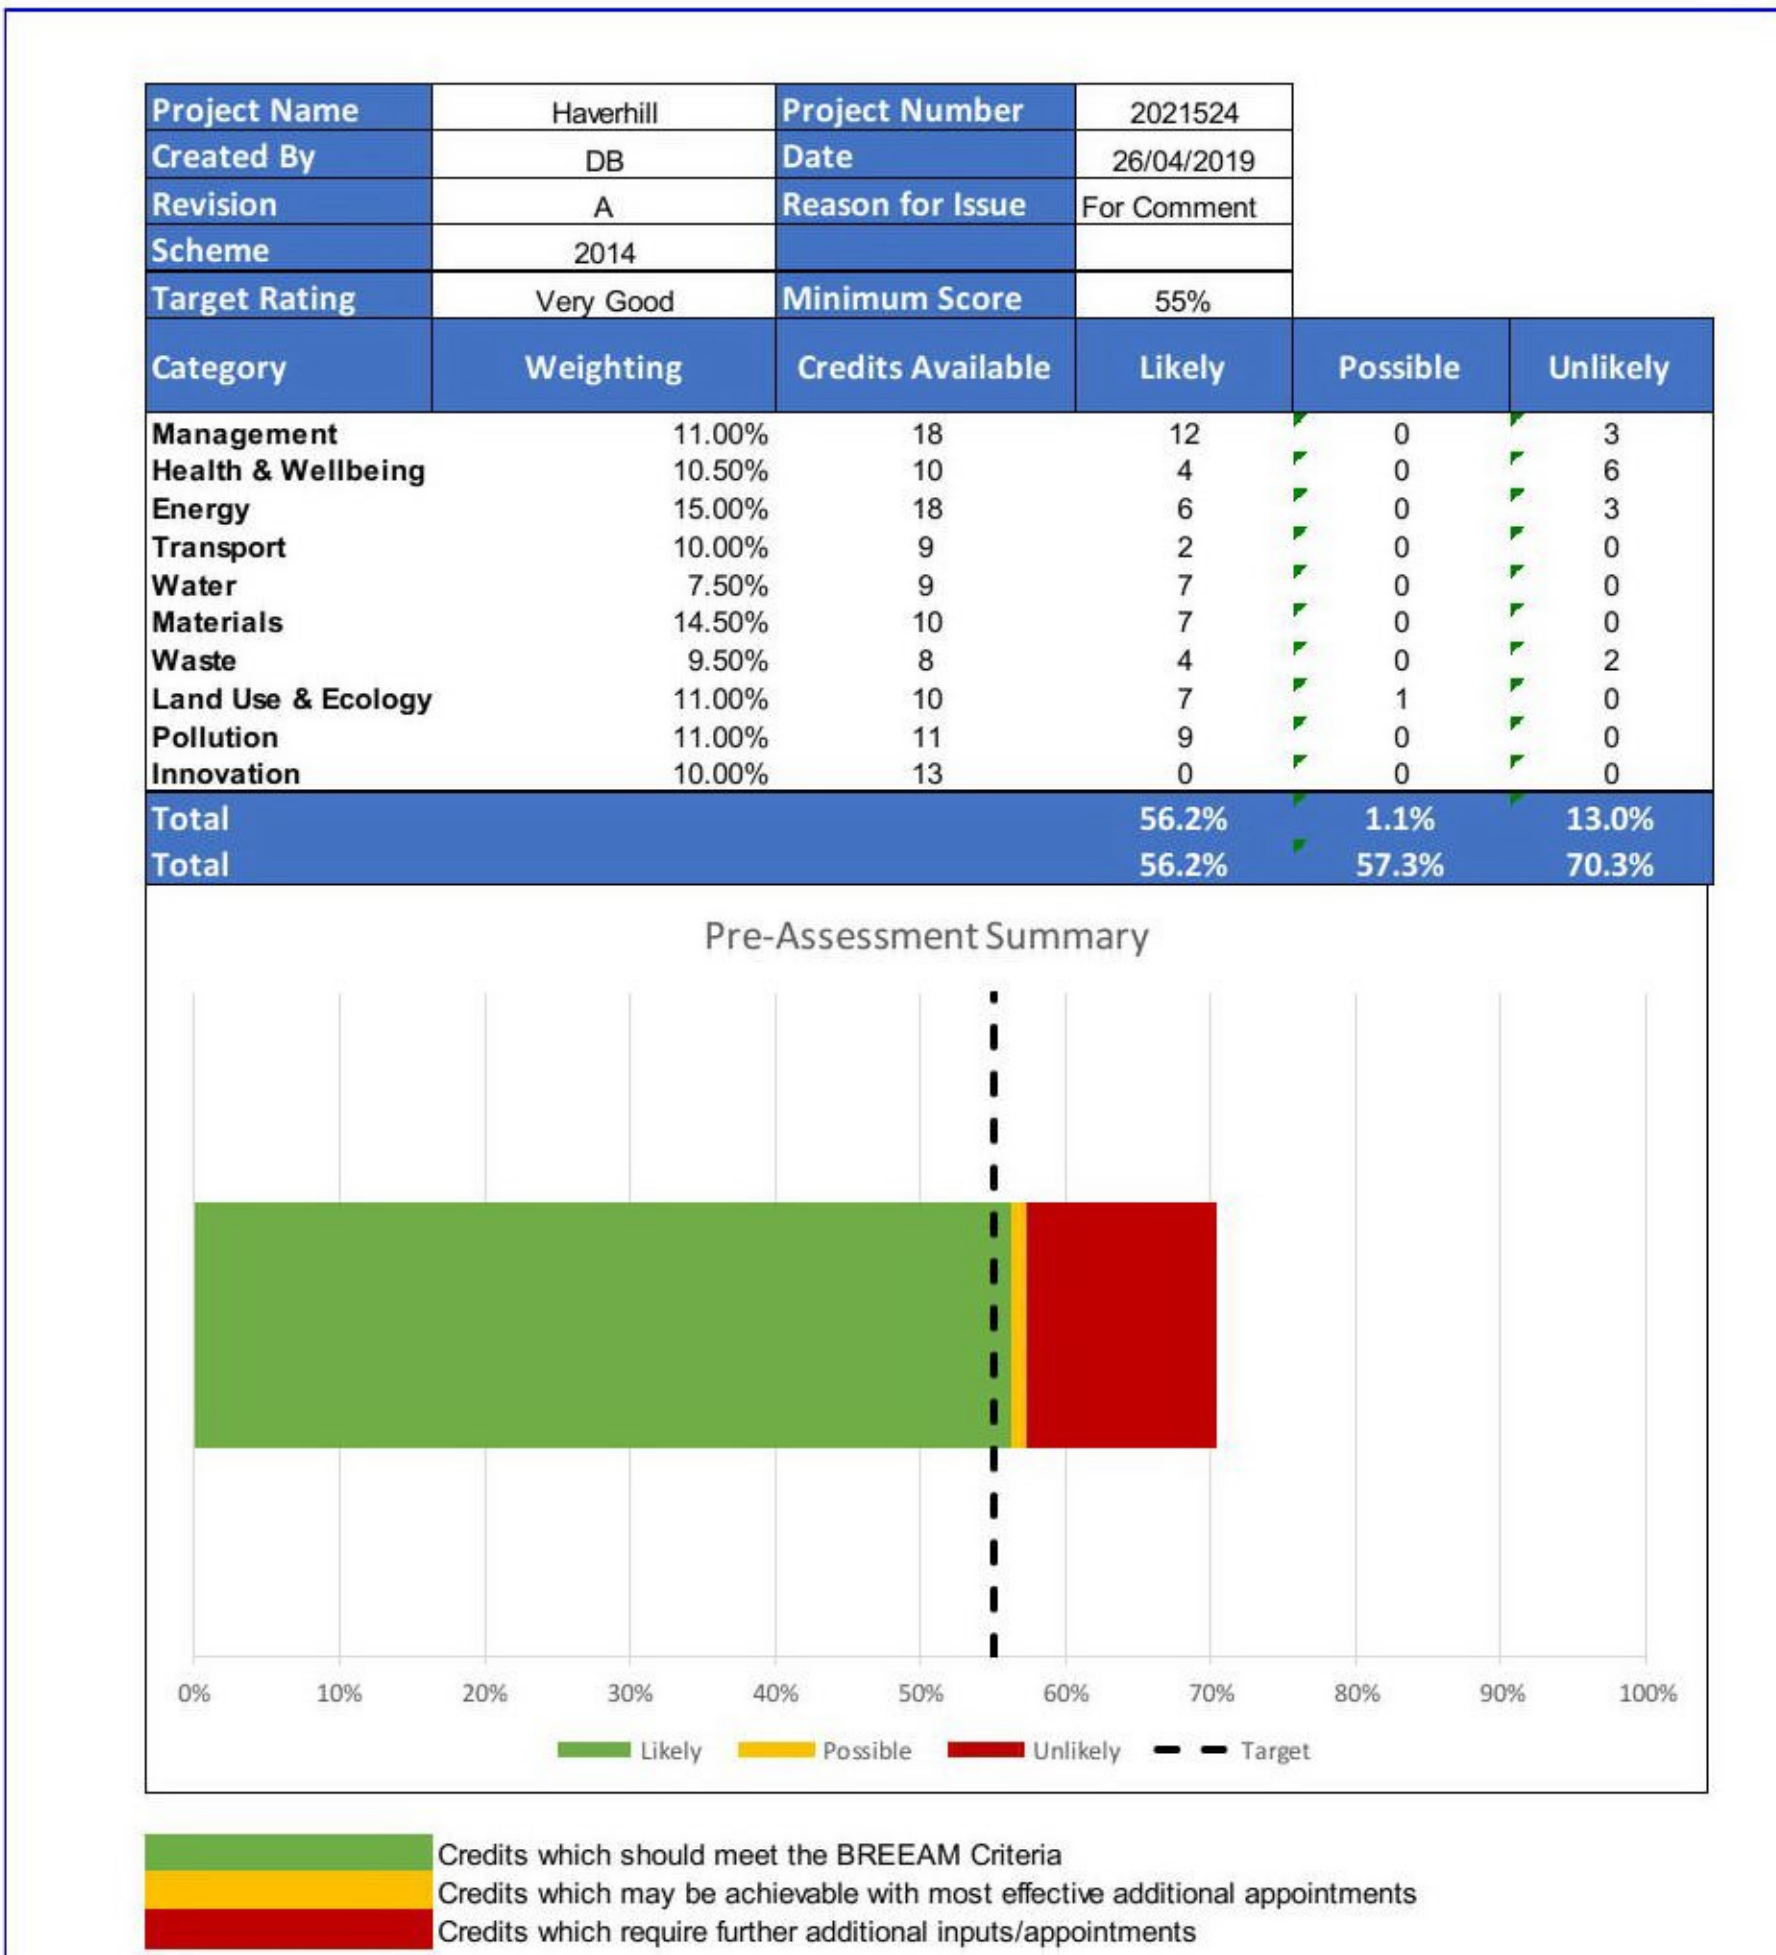 Project Name Haverhill Project Number 2021524
Created By DB Date 26/04/2019
Revision A Reason for Issue For Comment
Scheme 2014
Target Rating Very Good Minimum Score 55%
Category Weighting Credits Available Likely Possible Unlikely
Management 11.00% 18 12 0 3
Health & Wellbeing 10.50% 10 4 0 6
Energy 15.00% 18 6 0 3
Transport 10.00% 9 2 0 0
Water 7.50% 9 7 0 0
Materials 14.50% 10 7 0 0
Waste 9.50% 8 4 0 2
Land Use & Ecology 11.00% 10 7 1 0
Pollution 11.00% 11 9 0 0
Innovation 10.00% 13 0 0 0
Total 56.2% 1.1% 13.0%
Total 56.2% 57.3% 70.3%
Pre-Assessment Summary
0% 10% 20% 30% 40% 50% 60% 70% 80% 90% 100%
Likely Possible Unlikely Target
Credits which should meet the BREEAM Criteria
Credits which may be achievable with most effective additional appointments
Credits which require further additional inputs/appointments